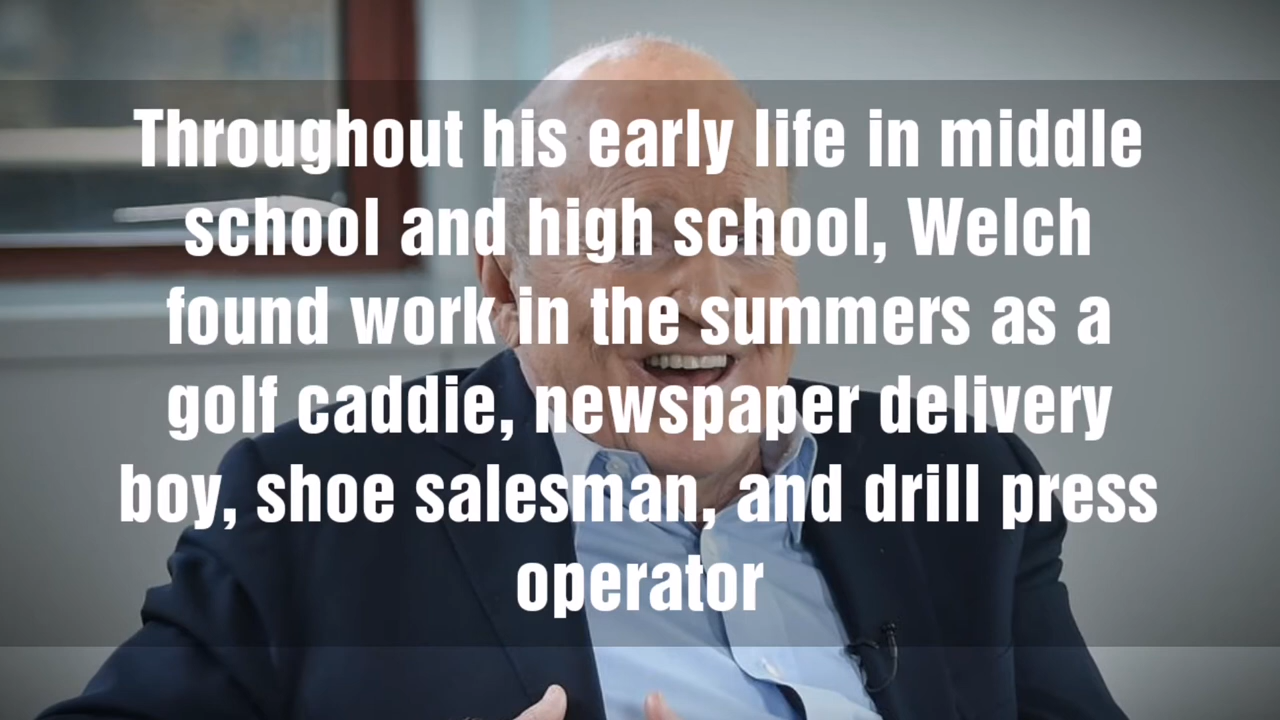 Throughout his early life in middle
school and high school, Welch
found work in the summers as a
golf caddie, newspaper delivery
boy, shoe salesman, and drill press
operator